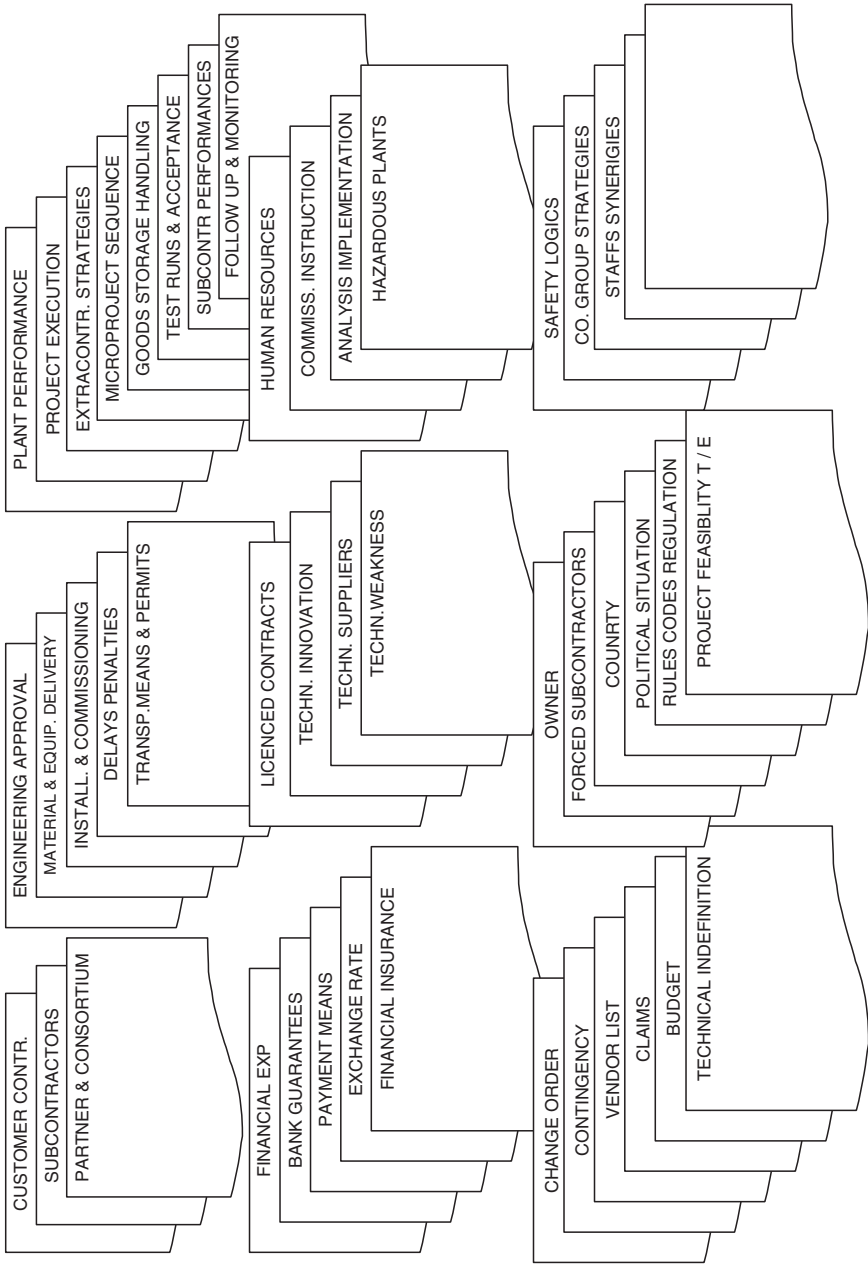 CUSTOMER CONTR.
SUBCONTRACTORS
PARTNER & CONSORTIUM
ENGINEERING APPROVAL
MATERIAL & EQUIP. DELIVERY
INSTALL. & COMMISSIONING
DELAYS PENALTIES
TRANSP.MEANS & PERMITS
PLANT PERFORMANCE
PROJECT EXECUTION
EXTRACONTR. STRATEGIES
MICROPROJECT SEQUENCE
GOODS STORAGE HANDLING
TEST RUNS & ACCEPTANCE
SUBCONTR PERFORMANCES
FOLLOW UP & MONITORING
FINANCIAL EXP
BANK GUARANTEES
PAYMENT MEANS
EXCHANGE RATE
FINANCIAL INSURANCE
LICENCED CONTRACTS
TECHN. INNOVATION
TECHN. SUPPLIERS
TECHN.WEAKNESS
HUMAN RESOURCES
COMMISS. INSTRUCTION
ANALYSIS IMPLEMENTATION
HAZARDOUS PLANTS
CHANGE ORDER
CONTINGENCY
VENDOR LIST
CLAIMS
BUDGET
TECHNICAL INDEFINITION
OWNER
FORCED SUBCONTRACTORS
COUNRTY
POLITICAL SITUATION
RULES CODES REGULATION
PROJECT FEASIBLITY T / E
SAFETY LOGICS
CO. GROUP STRATEGIES
STAFFS SYNERIGIES